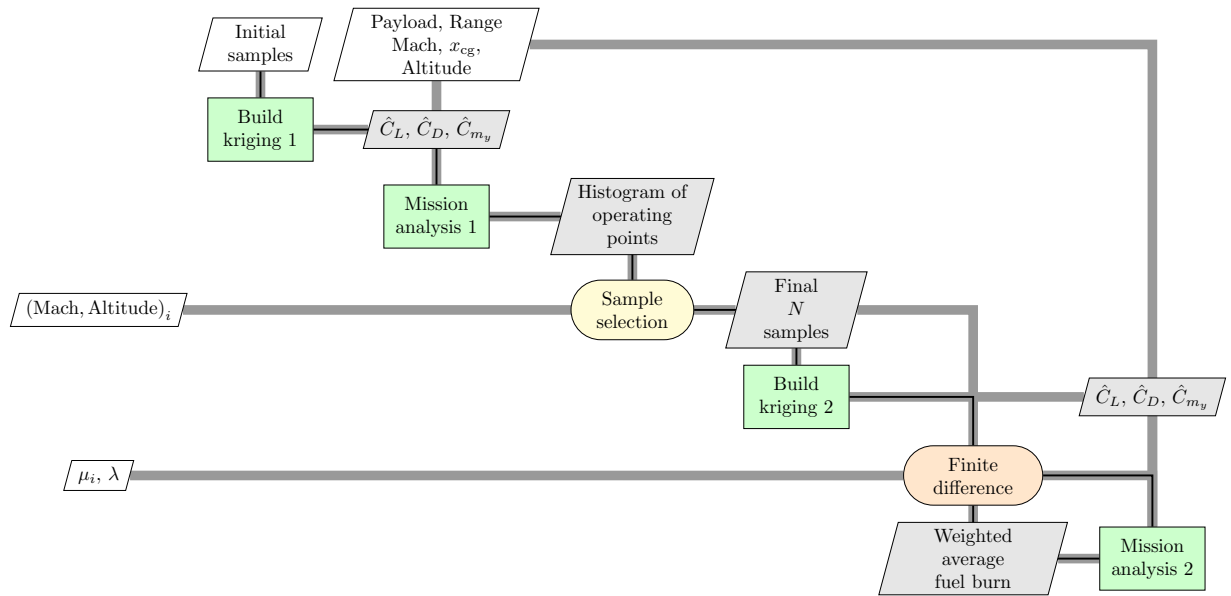 Initial
samples
Payload, Range
Mach, x_cg,
Altitude
Build
kriging 1
Ĉ_L, Ĉ_D, Ĉ_{m_y}
Mission
analysis 1
Histogram of
operating
points
(Mach, Altitude)_i
Sample
selection
Final
N
samples
Build
kriging 2
Ĉ_L, Ĉ_D, Ĉ_{m_y}
μ_i, λ
Finite
difference
Weighted
average
fuel burn
Mission
analysis 2